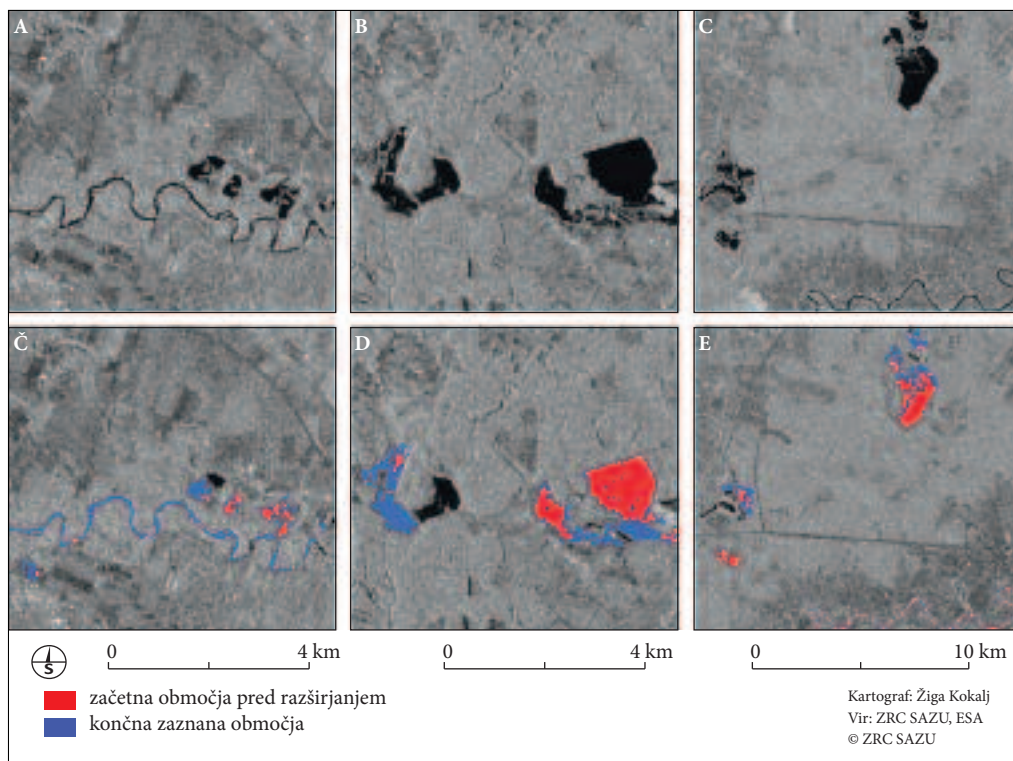 A
B
C
Č
D
E
S
0 4 km
0 4 km
0 10 km
začetna območja pred razširjanjem
končna zaznana območja
Kartograf: Žiga Kokalj
Vir: ZRC SAZU, ESA
© ZRC SAZU